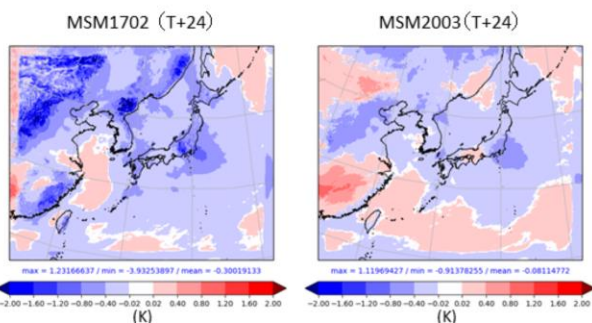 MSM1702 (T+24)
MSM2003(T+24)
max = 1.23166637 / min = -3.93253897 / mean = -0.30019133
max = 1.11969427 / min = -0.91378255 / mean = -0.08114772
-2.00 -1.60 -1.20 -0.80 -0.40 -0.02 0.02 0.40 0.80 1.20 1.60 2.00
-2.00 -1.60 -1.20 -0.80 -0.40 -0.02 0.02 0.40 0.80 1.20 1.60 2.00
(K)
(K)